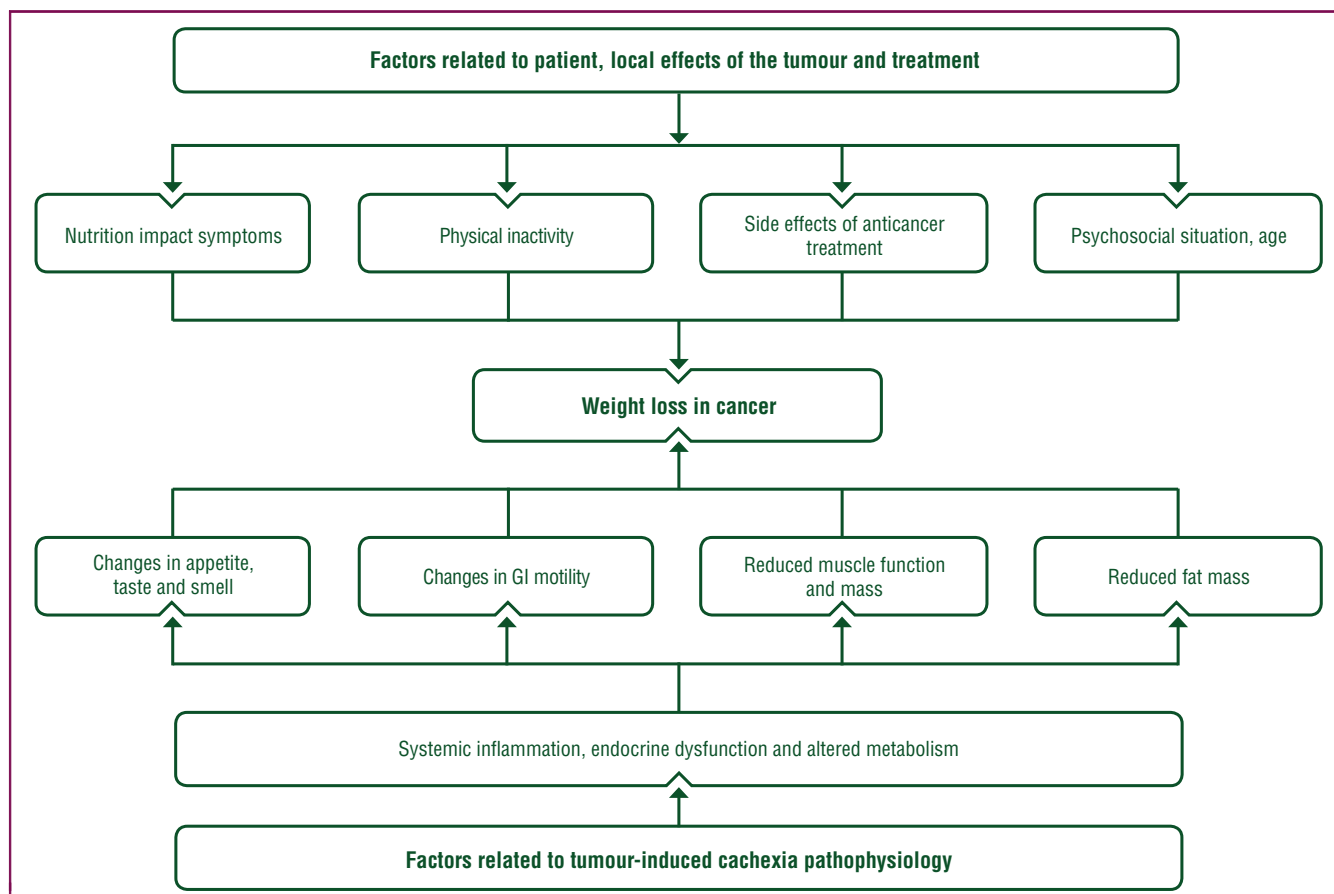 Factors related to patient, local effects of the tumour and treatment
Nutrition impact symptoms
Physical inactivity
Side effects of anticancer
treatment
Psychosocial situation, age
Weight loss in cancer
Changes in appetite,
taste and smell
Changes in GI motility
Reduced muscle function
and mass
Reduced fat mass
Systemic inflammation, endocrine dysfunction and altered metabolism
Factors related to tumour-induced cachexia pathophysiology